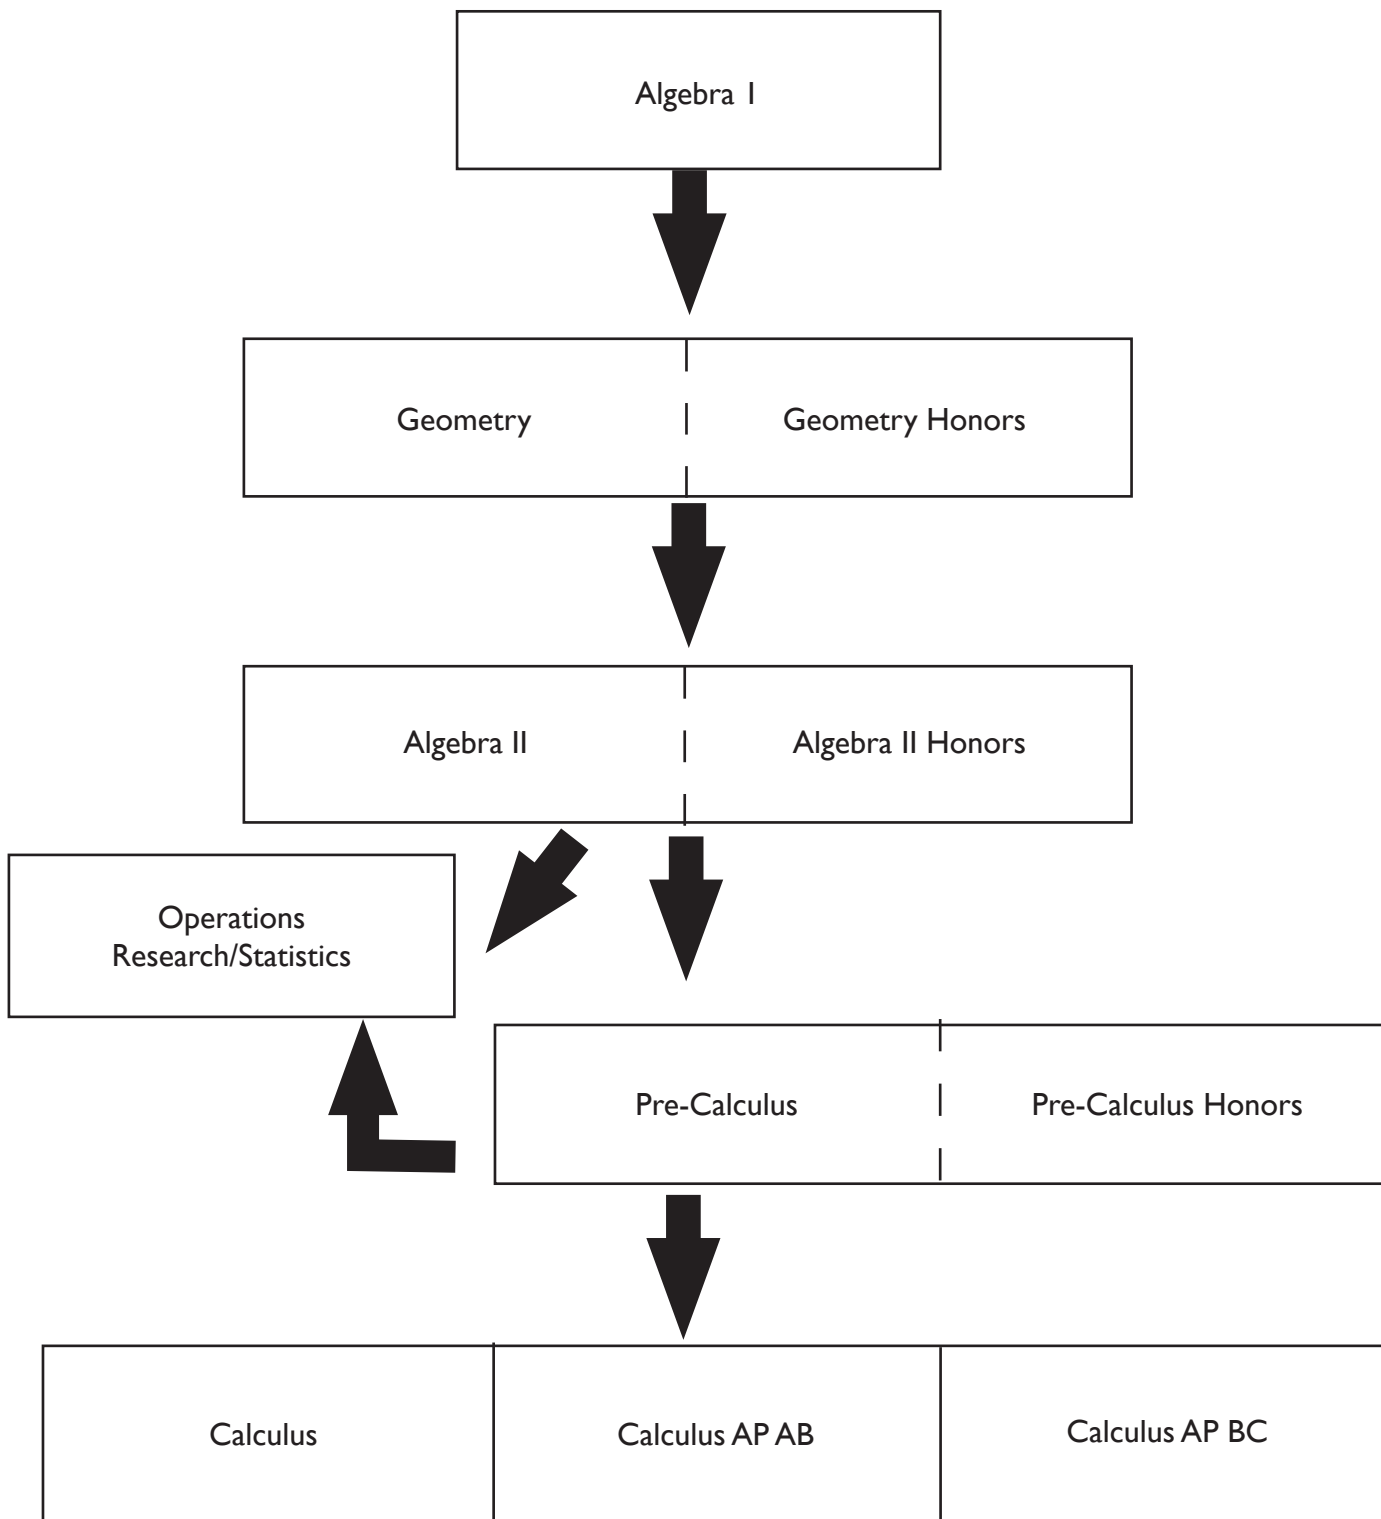 Algebra I
Geometry
Geometry Honors
Algebra II
Algebra II Honors
Operations
Research/Statistics
Pre-Calculus
Pre-Calculus Honors
Calculus
Calculus AP AB
Calculus AP BC